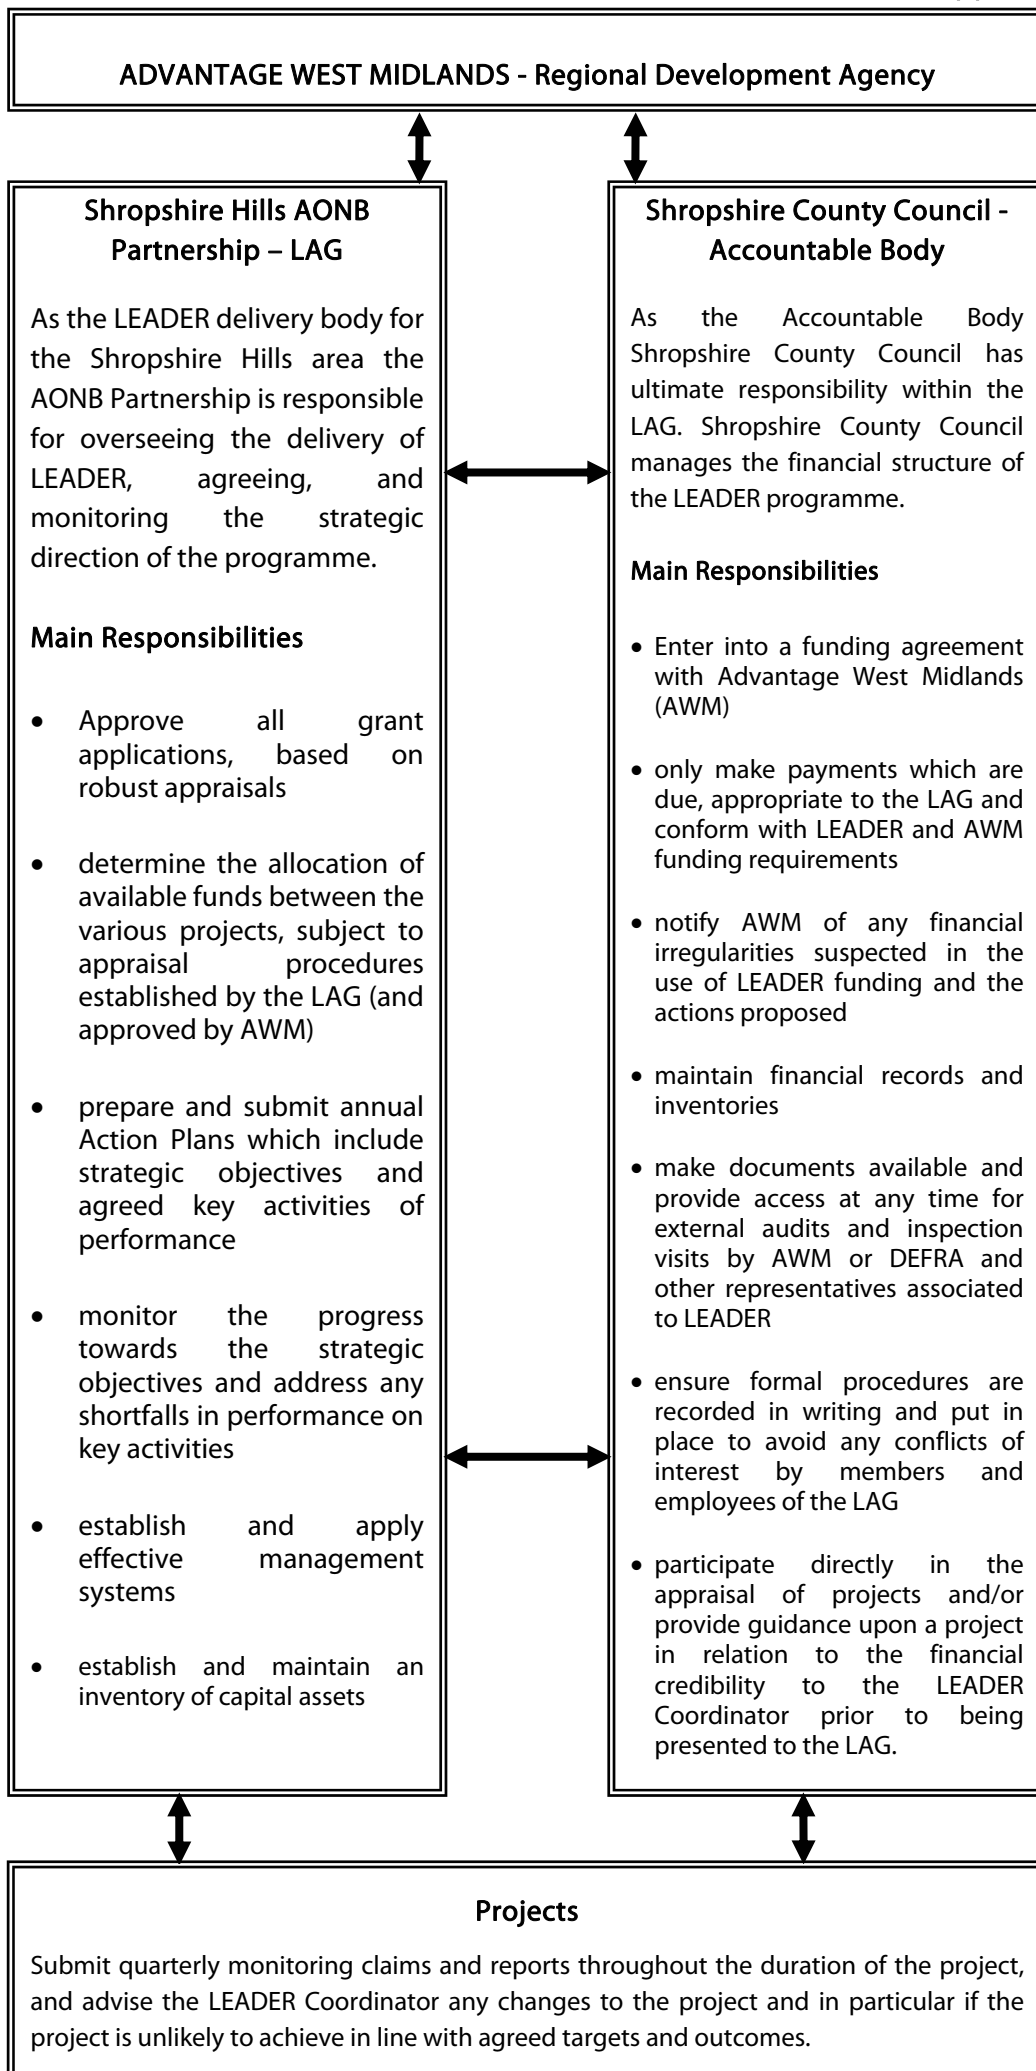 ADVANTAGE WEST MIDLANDS - Regional Development Agency
Shropshire Hills AONB
Partnership – LAG
As the LEADER delivery body for
the Shropshire Hills area the
AONB Partnership is responsible
for overseeing the delivery of
LEADER, agreeing, and
monitoring the strategic
direction of the programme.
Main Responsibilities
• Approve all grant
applications, based on
robust appraisals
• determine the allocation of
available funds between the
various projects, subject to
appraisal procedures
established by the LAG (and
approved by AWM)
• prepare and submit annual
Action Plans which include
strategic objectives and
agreed key activities of
performance
• monitor the progress
towards the strategic
objectives and address any
shortfalls in performance on
key activities
• establish and apply
effective management
systems
• establish and maintain an
inventory of capital assets
Shropshire County Council -
Accountable Body
As the Accountable Body
Shropshire County Council has
ultimate responsibility within the
LAG. Shropshire County Council
manages the financial structure of
the LEADER programme.
Main Responsibilities
• Enter into a funding agreement
with Advantage West Midlands
(AWM)
• only make payments which are
due, appropriate to the LAG and
conform with LEADER and AWM
funding requirements
• notify AWM of any financial
irregularities suspected in the
use of LEADER funding and the
actions proposed
• maintain financial records and
inventories
• make documents available and
provide access at any time for
external audits and inspection
visits by AWM or DEFRA and
other representatives associated
to LEADER
• ensure formal procedures are
recorded in writing and put in
place to avoid any conflicts of
interest by members and
employees of the LAG
• participate directly in the
appraisal of projects and/or
provide guidance upon a project
in relation to the financial
credibility to the LEADER
Coordinator prior to being
presented to the LAG.
Projects
Submit quarterly monitoring claims and reports throughout the duration of the project,
and advise the LEADER Coordinator any changes to the project and in particular if the
project is unlikely to achieve in line with agreed targets and outcomes.